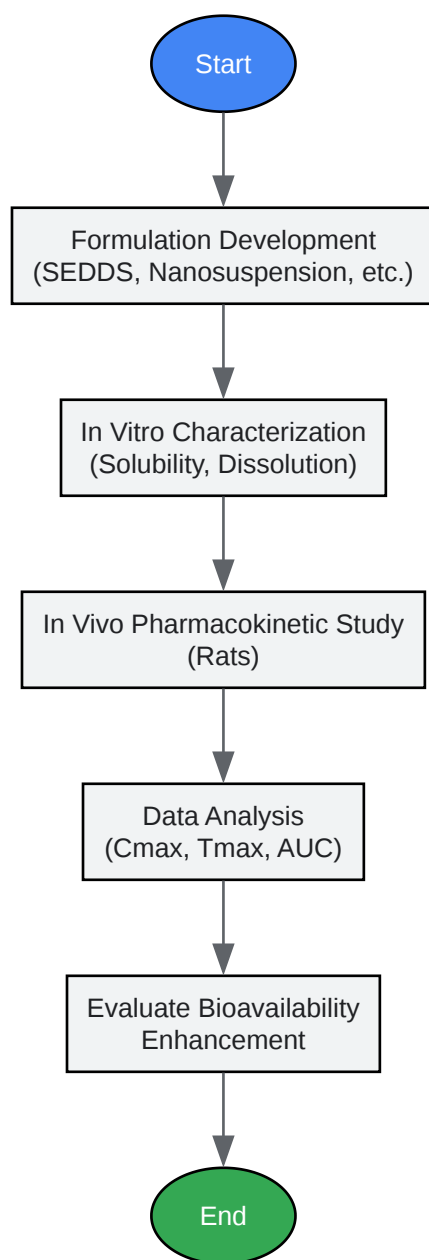 Start
Formulation Development
(SEDDS, Nanosuspension, etc.)
In Vitro Characterization
(Solubility, Dissolution)
In Vivo Pharmacokinetic Study
(Rats)
Data Analysis
(Cmax, Tmax, AUC)
Evaluate Bioavailability
Enhancement
End